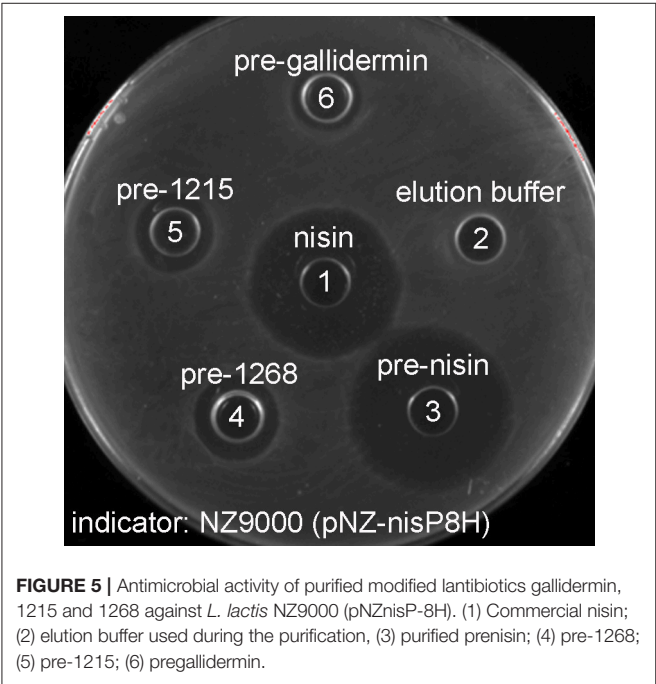 pre-gallidermin
6
pre-1215
elution buffer
5
nisin
2
1
pre-1268
pre-nisin
4
3
indicator: NZ9000 (pNZ-nisP8H)
FIGURE 5 | Antimicrobial activity of purified modified lantibiotics gallidermin,
1215 and 1268 against L. lactis NZ9000 (pNZnisP-8H). (1) Commercial nisin;
(2) elution buffer used during the purification, (3) purified prenisin; (4) pre-1268;
(5) pre-1215; (6) pregallidermin.